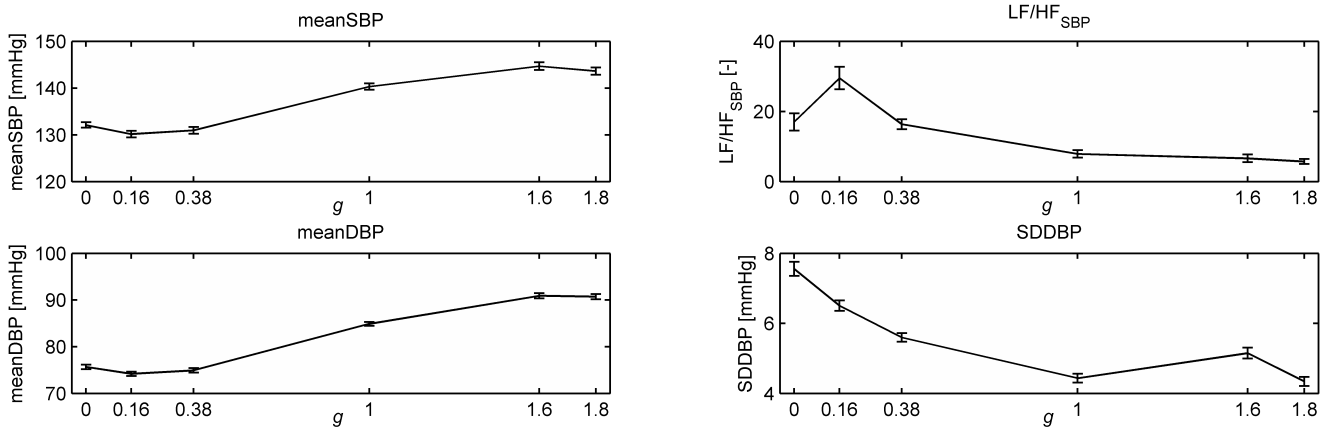 meanSBP
meanSBP [mmHg]
150
140
130
120
0 0.16 0.38 1 1.6 1.8
g
LF/HF_SBP
LF/HF_SBP [-]
40
20
0
0 0.16 0.38 1 1.6 1.8
g
meanDBP
meanDBP [mmHg]
100
90
80
70
0 0.16 0.38 1 1.6 1.8
g
SDDBP
SDDBP [mmHg]
8
6
4
0 0.16 0.38 1 1.6 1.8
g